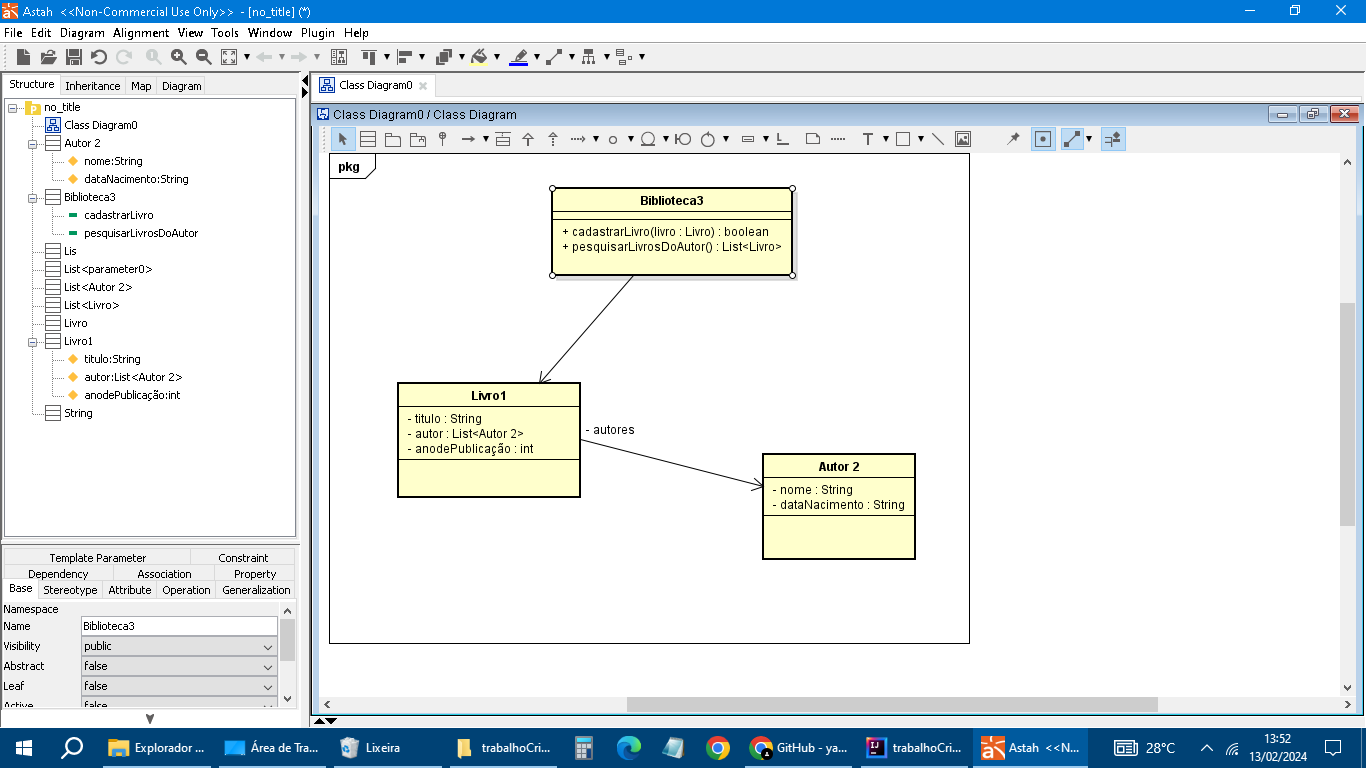 Astah <<Non-Commercial Use Only>> - [no_title] (*)
File Edit Diagram Alignment View Tools Window Plugin Help
Structure Inheritance Map Diagram
no_title
Class Diagram0
Autor 2
nome:String
dataNacimento:String
Biblioteca3
cadastrarLivro
pesquisarLivrosDoAutor
Lis
List<parameter0>
List<Autor 2>
List<Livro>
Livro
Livro1
titulo:String
autor:List<Autor 2>
anodePublicação:int
String
Template Parameter Constraint
Dependency Association Property
Base Stereotype Attribute Operation Generalization
Namespace
Name Biblioteca3
Visibility public
Abstract false
Leaf false
Active false
Class Diagram0
Class Diagram0 / Class Diagram
T
pkg
Biblioteca3
+ cadastrarLivro(livro : Livro) : boolean
+ pesquisarLivrosDoAutor() : List<Livro>
Livro1
- titulo : String
- autor : List<Autor 2>
- anodePublicação : int
- autores
Autor 2
- nome : String
- dataNacimento : String
Explorador ...
Área de Tra...
Lixeira
trabalhoCri...
GitHub - ya...
trabalhoCri...
Astah <<N...
28°C
13:52
13/02/2024